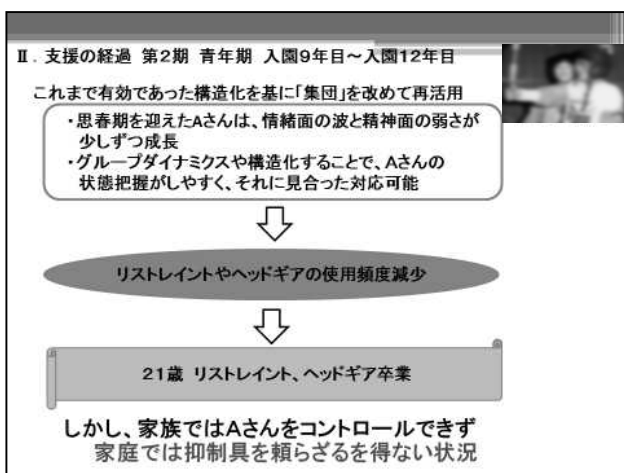 Ⅱ．支援の経過 第2期 青年期 入園9年目～入園12年目
これまで有効であった構造化を基に「集団」を改めて再活用
・思春期を迎えたAさんは、情緒面の波と精神面の弱さが
少しずつ成長
・グループダイナミクスや構造化することで、Aさんの
状態把握がしやすく、それに見合った対応可能
リストレイントやヘッドギアの使用頻度減少
21歳 リストレイント、ヘッドギア卒業
しかし、家族ではAさんをコントロールできず
家庭では抑制具を頼らざるを得ない状況